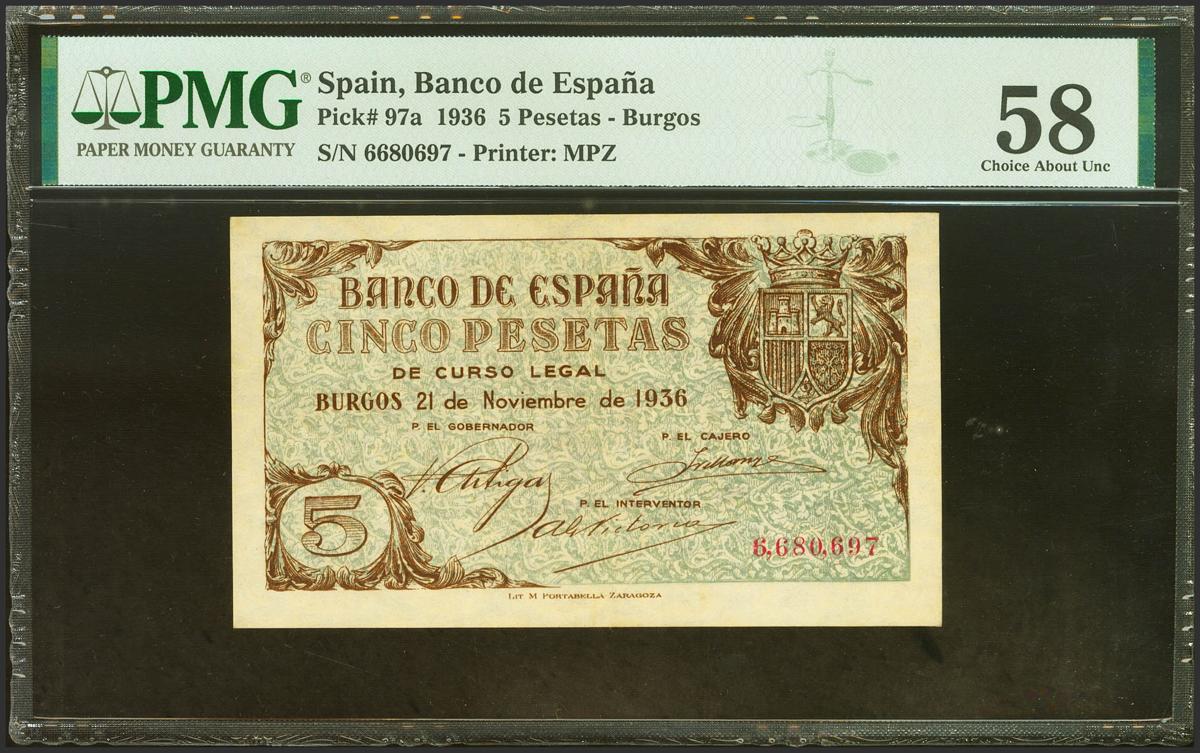 PMG®
PAPER MONEY GUARANTY
Spain, Banco de España
Pick# 97a 1936 5 Pesetas - Burgos
S/N 6680697 - Printer: MPZ
58
Choice About Unc
BANCO DE ESPAÑA
CINCO PESETAS
DE CURSO LEGAL
BURGOS 21 de Noviembre de 1936
P. EL GOBERNADOR
P. EL CAJERO
P. EL INTERVENTOR
5
6,680,697
LIT M PORTABELLA ZARAGOZA